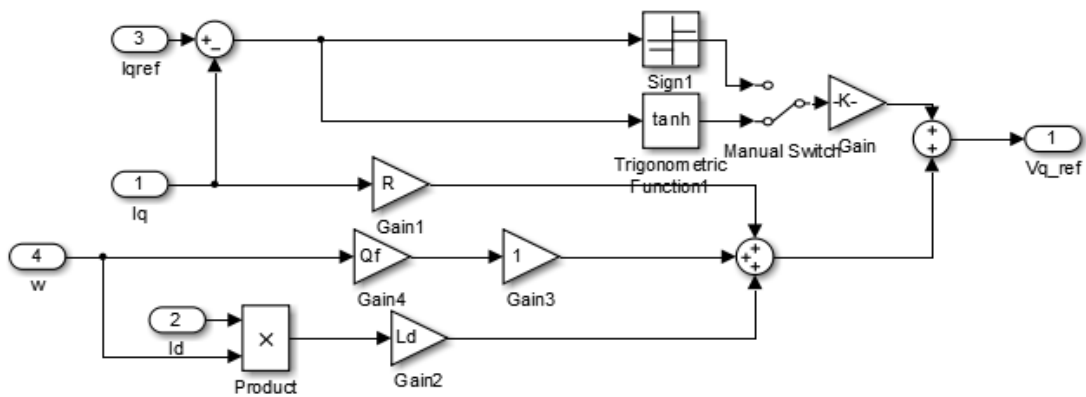 3
Iqref
+
−
Sign1
tanh
Trigonometric
Function1
Manual Switch
-K-
Gain
+
+
1
Vq_ref
1
Iq
R
Gain1
4
w
Qf
Gain4
1
Gain3
+
+
+
2
Id
×
Product
Ld
Gain2